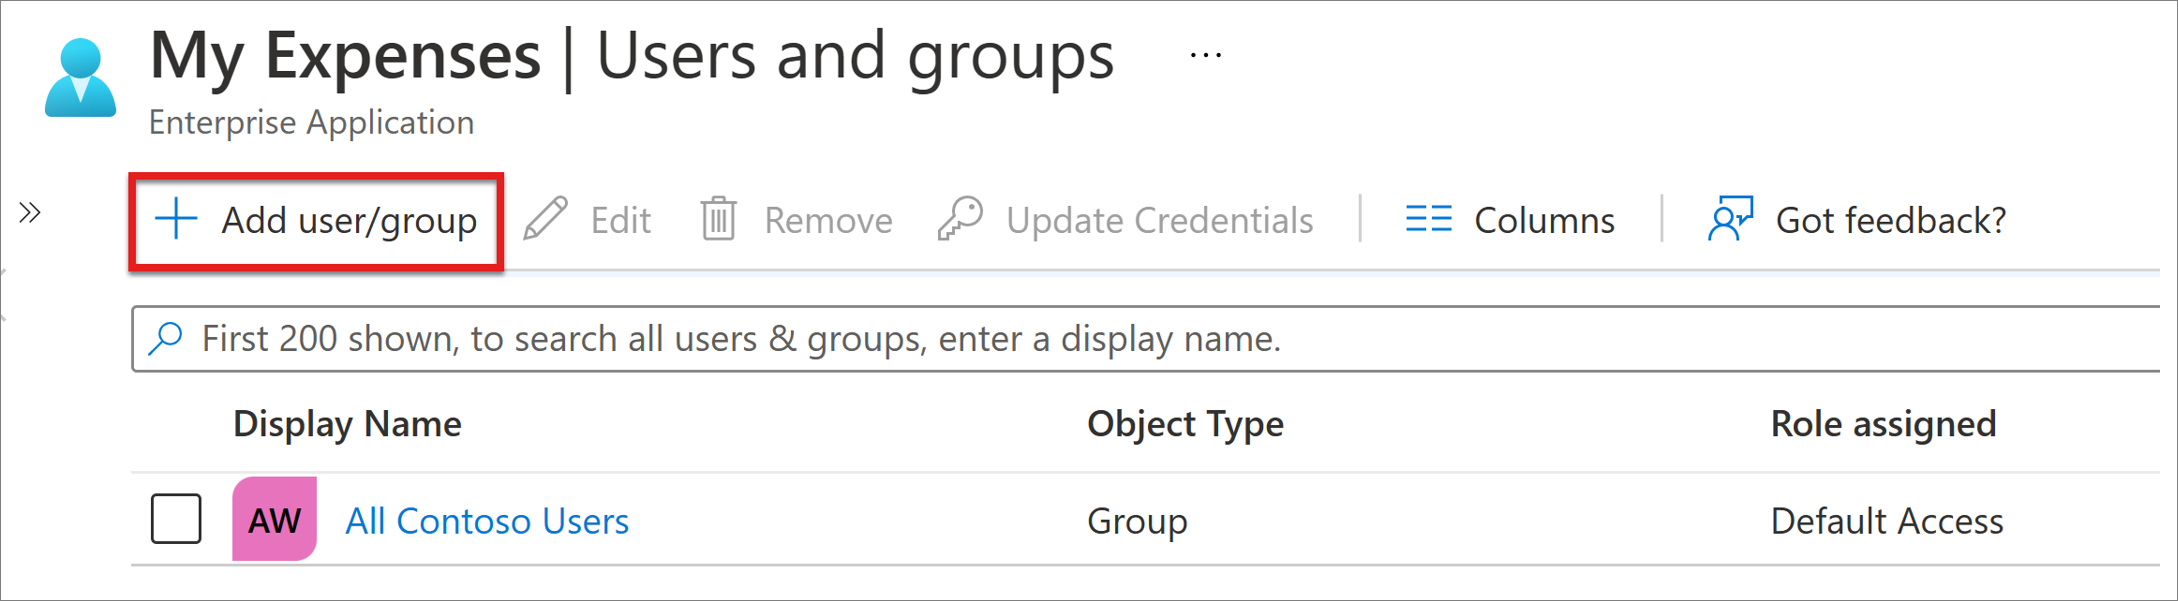 My Expenses | Users and groups ...
Enterprise Application
Add user/group Edit Remove Update Credentials Columns Got feedback?
First 200 shown, to search all users & groups, enter a display name.
Display Name Object Type Role assigned
AW All Contoso Users Group Default Access